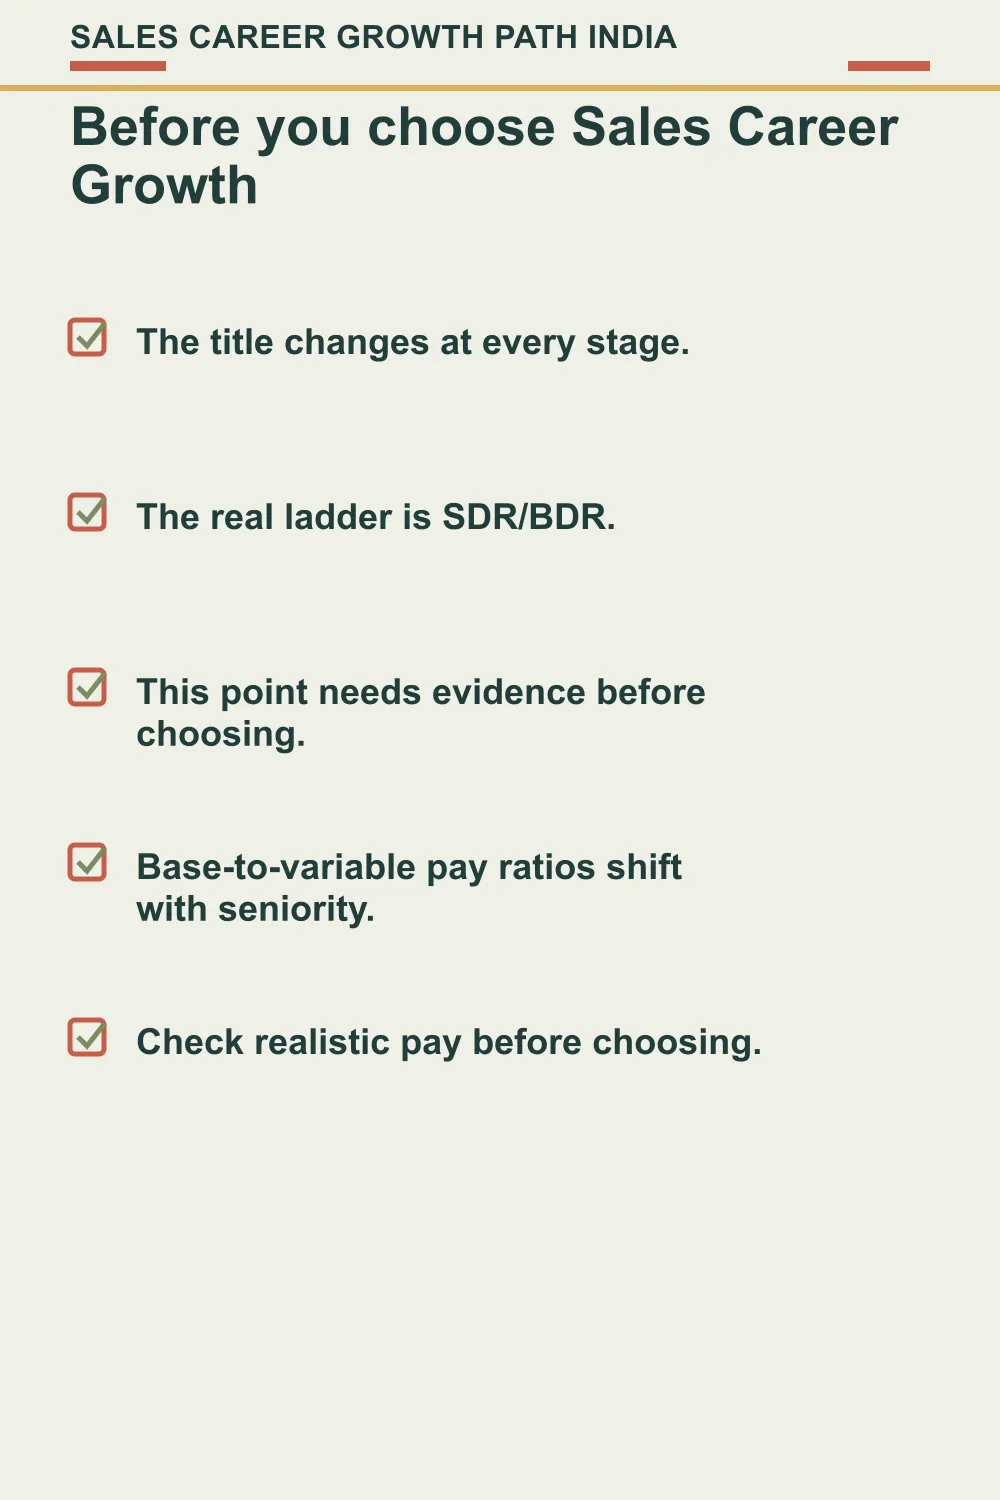 SALES CAREER GROWTH PATH INDIA
Before you choose Sales Career
Growth
The title changes at every stage.
The real ladder is SDR/BDR.
This point needs evidence before
choosing.
Base-to-variable pay ratios shift
with seniority.
Check realistic pay before choosing.